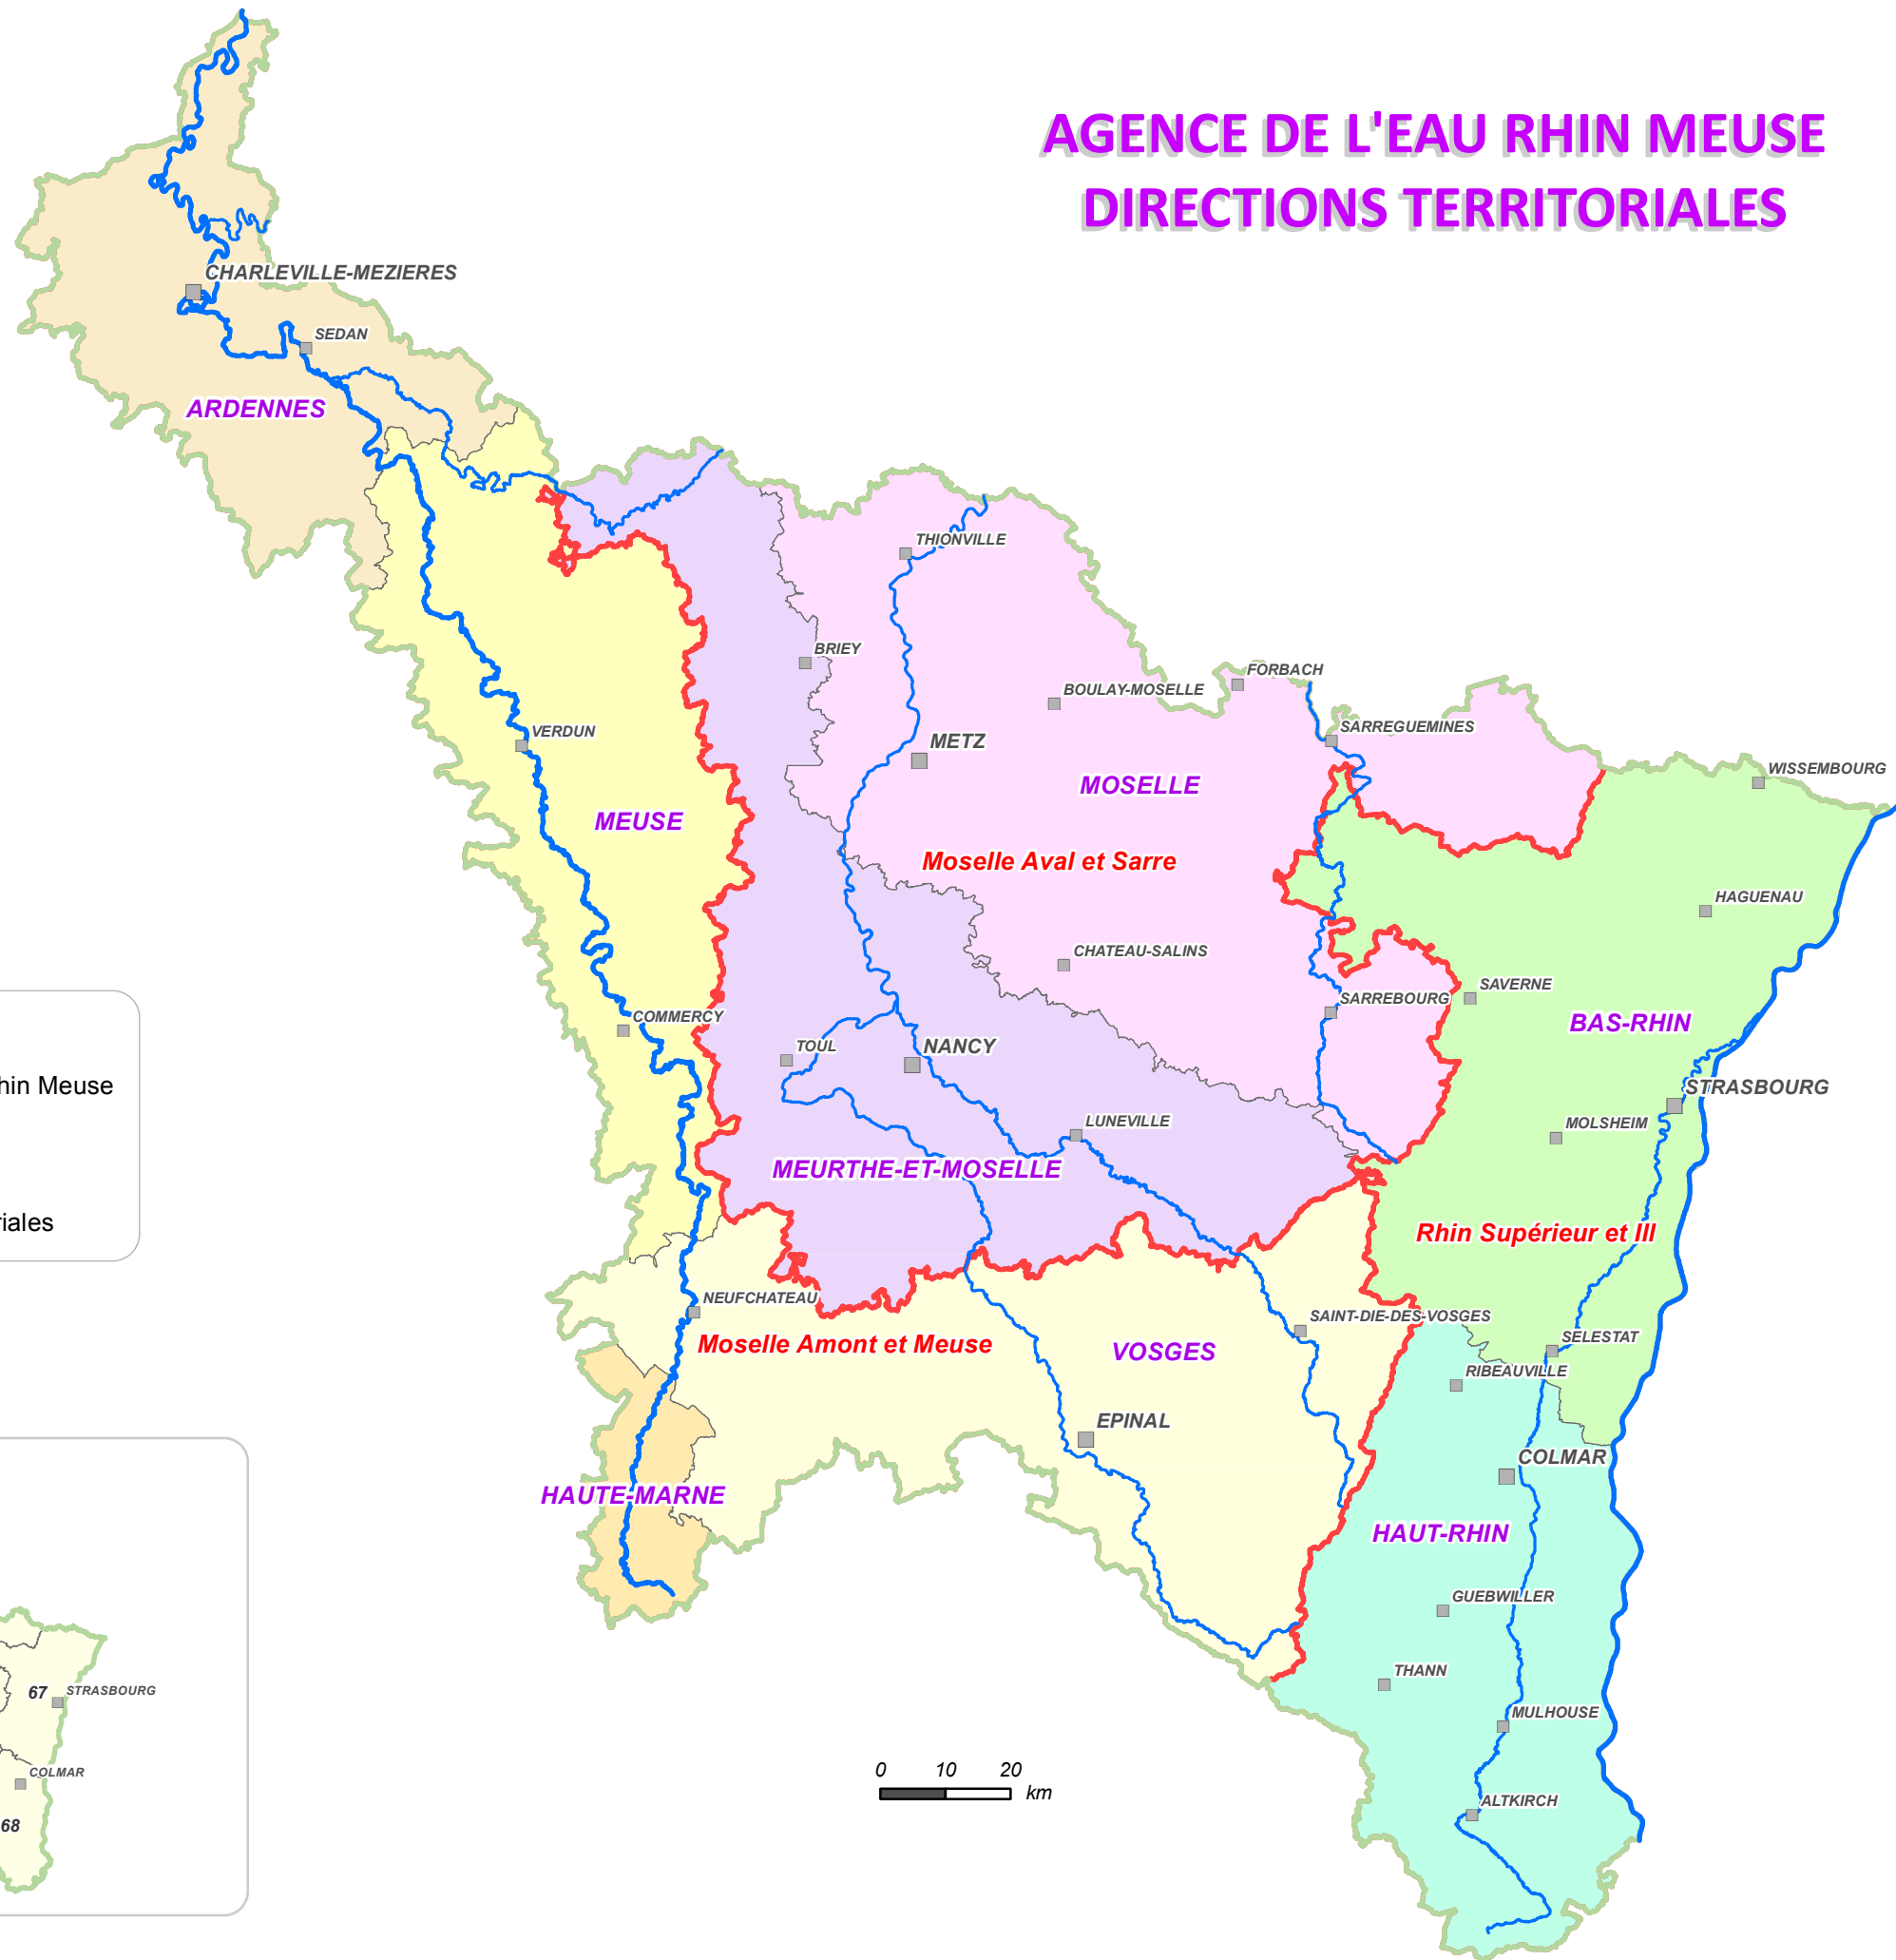 AGENCE DE L'EAU RHIN MEUSE
DIRECTIONS TERRITORIALES
CHARLEVILLE-MEZIERES
SEDAN
ARDENNES
THIONVILLE
BRIEY
FORBACH
BOULAY-MOSELLE
SARREGUEMINES
VERDUN
METZ
WISSEMBOURG
MOSELLE
MEUSE
Moselle Aval et Sarre
HAGUENAU
CHATEAU-SALINS
SAVERNE
SARREBOURG
COMMERCY
BAS-RHIN
TOUL
NANCY
hin Meuse
STRASBOURG
LUNEVILLE
MOLSHEIM
MEURTHE-ET-MOSELLE
riales
Rhin Supérieur et Ill
NEUFCHATEAU
SAINT-DIE-DES-VOSGES
SELESTAT
Moselle Amont et Meuse
VOSGES
RIBEAUVILLE
EPINAL
COLMAR
HAUTE-MARNE
HAUT-RHIN
GUEBWILLER
THANN
67
STRASBOURG
MULHOUSE
COLMAR
0 10 20
km
ALTKIRCH
68